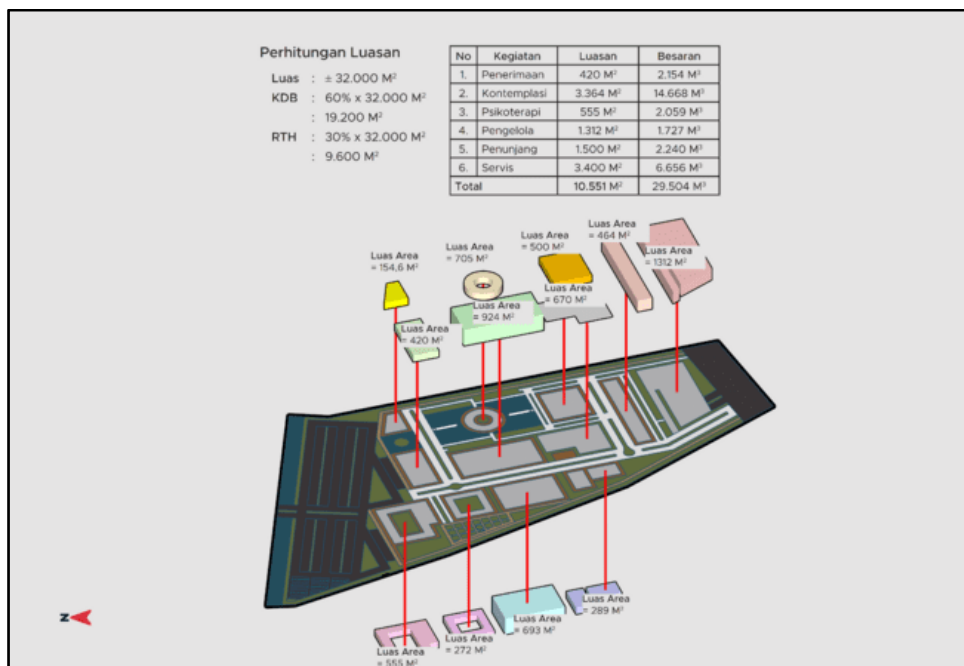 Perhitungan Luasan
Luas : ± 32.000 M²
KDB : 60% x 32.000 M²
: 19.200 M²
RTH : 30% x 32.000 M²
: 9.600 M²
No Kegiatan Luasan Besaran
1. Penerimaan 420 M² 2.154 M³
2. Kontemplasi 3.364 M² 14.668 M³
3. Psikoterapi 555 M² 2.059 M³
4. Pengelola 1.312 M² 1.727 M³
5. Penunjang 1.500 M² 2.240 M³
6. Servis 3.400 M² 6.656 M³
Total 10.551 M² 29.504 M³
Luas Area
= 154,6 M²
Luas Area
= 705 M²
Luas Area
= 500 M²
Luas Area
= 464 M²
Luas Area
= 1312 M²
Luas Area
= 420 M²
Luas Area
= 924 M²
Luas Area
= 670 M²
Z
Luas Area
= 555 M²
Luas Area
= 272 M²
Luas Area
= 693 M²
Luas Area
= 289 M²